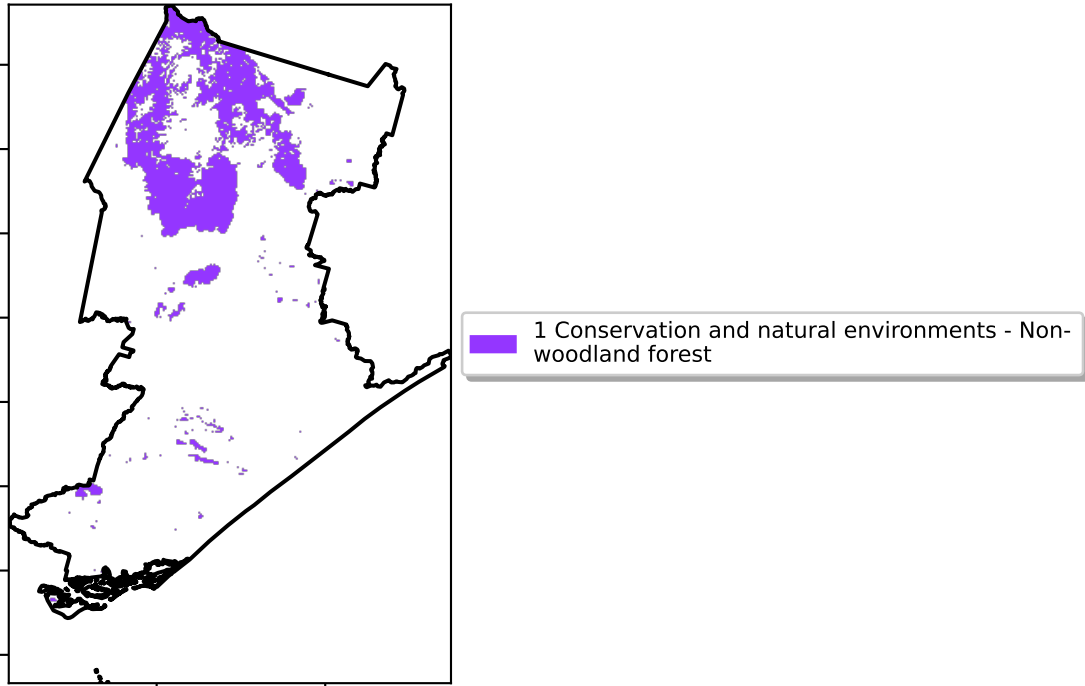 1 Conservation and natural environments - Non-
woodland forest